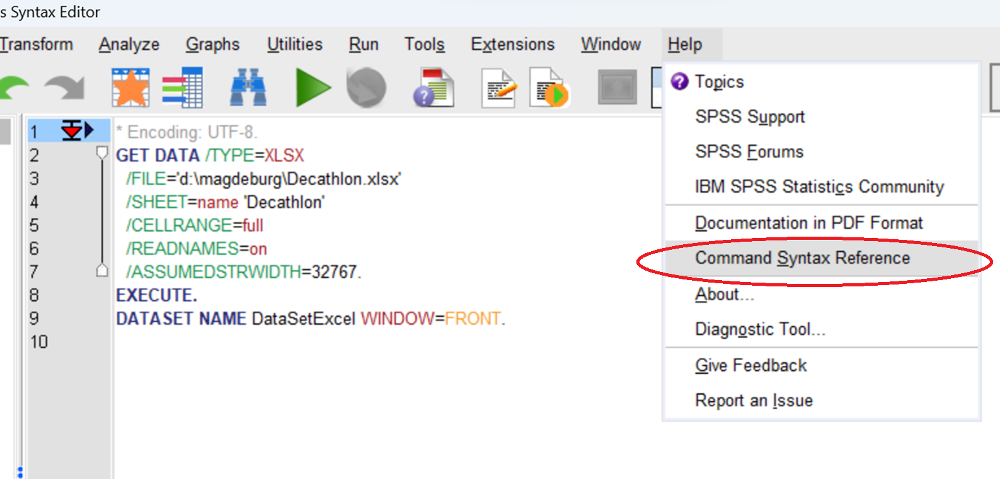 s Syntax Editor
Transform Analyze Graphs Utilities Run Tools Extensions Window Help
1 * Encoding: UTF-8.
2 GET DATA /TYPE=XLSX
3 /FILE='d:\magdeburg\Decathlon.xlsx'
4 /SHEET=name 'Decathlon'
5 /CELLRANGE=full
6 /READNAMES=on
7 /ASSUMEDSTRWIDTH=32767.
8 EXECUTE.
9 DATASET NAME DataSetExcel WINDOW=FRONT.
10
? Topics
SPSS Support
SPSS Forums
IBM SPSS Statistics Community
Documentation in PDF Format
Command Syntax Reference
About...
Diagnostic Tool...
Give Feedback
Report an Issue